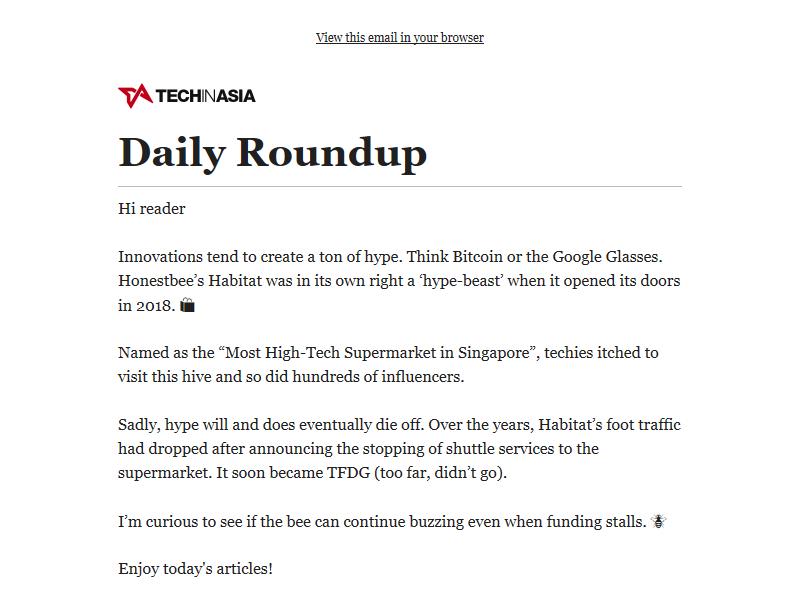 View this email in your browser
TECHINASIA
Daily Roundup
Hi reader
Innovations tend to create a ton of hype. Think Bitcoin or the Google Glasses.
Honestbee’s Habitat was in its own right a ‘hype-beast’ when it opened its doors
in 2018. 🛍
Named as the “Most High-Tech Supermarket in Singapore”, techies itched to
visit this hive and so did hundreds of influencers.
Sadly, hype will and does eventually die off. Over the years, Habitat’s foot traffic
had dropped after announcing the stopping of shuttle services to the
supermarket. It soon became TFDG (too far, didn’t go).
I’m curious to see if the bee can continue buzzing even when funding stalls. 🐝
Enjoy today's articles!